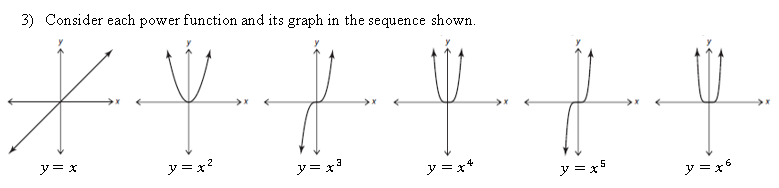 3) Consider each power function and its graph in the sequence shown.
y y y y y y
x x x x x x
y = x y = x² y = x³ y = x⁴ y = x⁵ y = x⁶